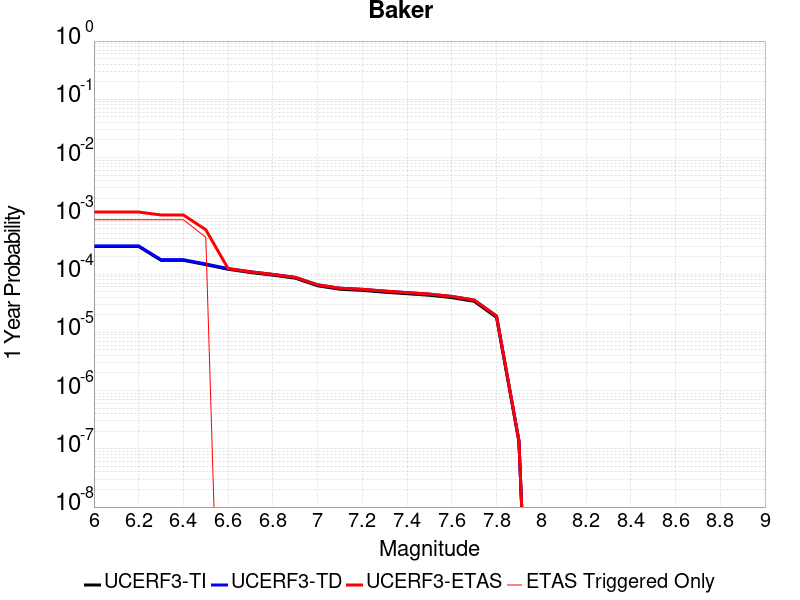 Baker
10^0
10^-1
10^-2
10^-3
10^-4
10^-5
10^-6
10^-7
10^-8
1 Year Probability
6 6.2 6.4 6.6 6.8 7 7.2 7.4 7.6 7.8 8 8.2 8.4 8.6 8.8 9
Magnitude
UCERF3-TI UCERF3-TD UCERF3-ETAS ETAS Triggered Only